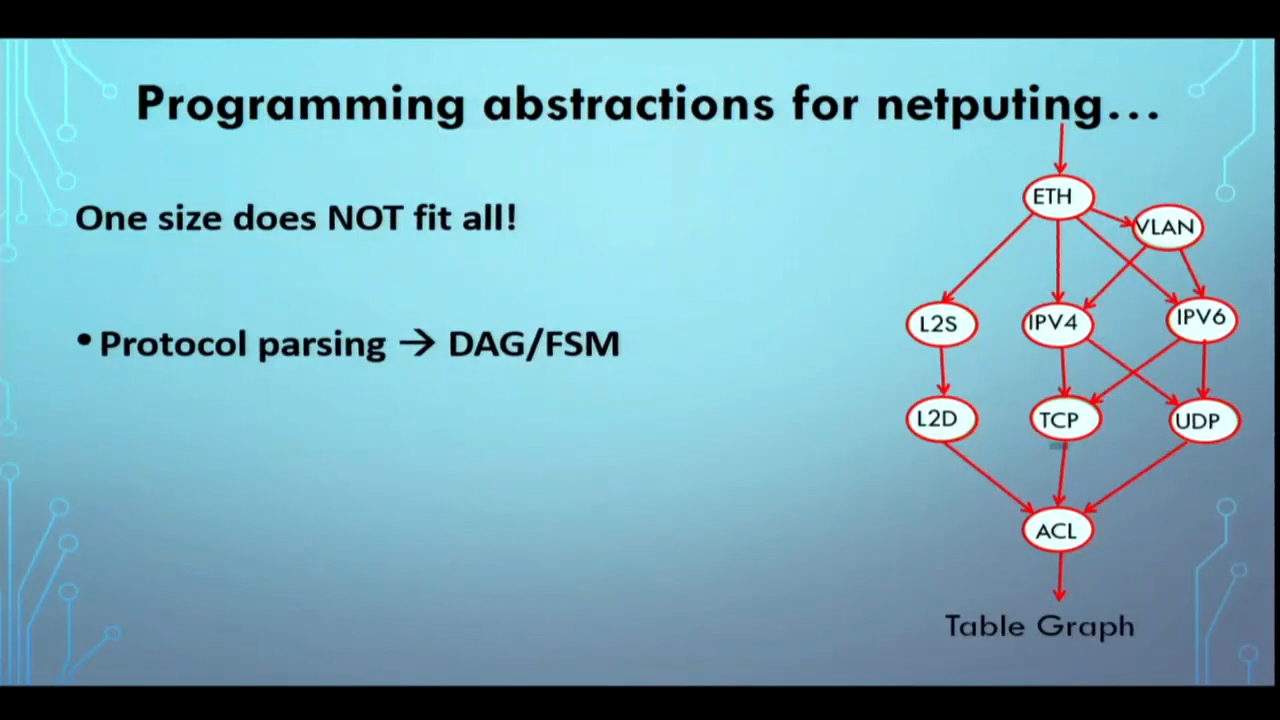 Programming abstractions for netputing...
One size does NOT fit all!
• Protocol parsing → DAG/FSM
ETH
VLAN
L2S
IPV4
IPV6
L2D
TCP
UDP
ACL
Table Graph